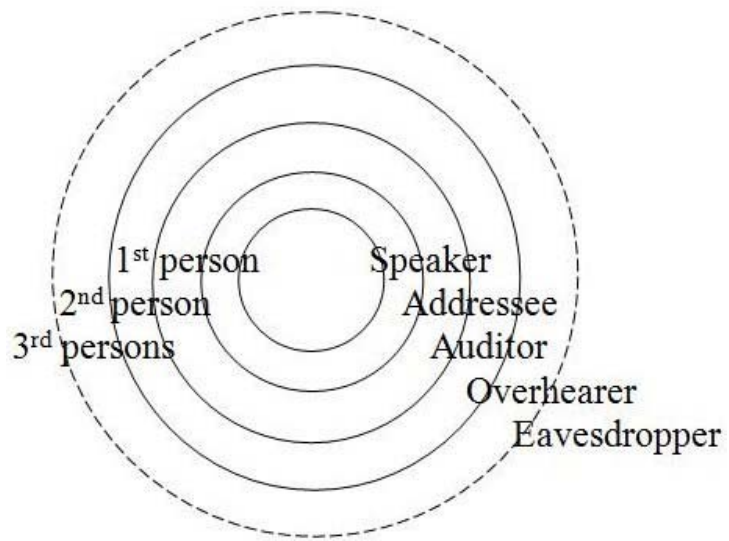 1st person Speaker
2nd person Addressee
3rd persons Auditor
Overhearer
Eavesdropper